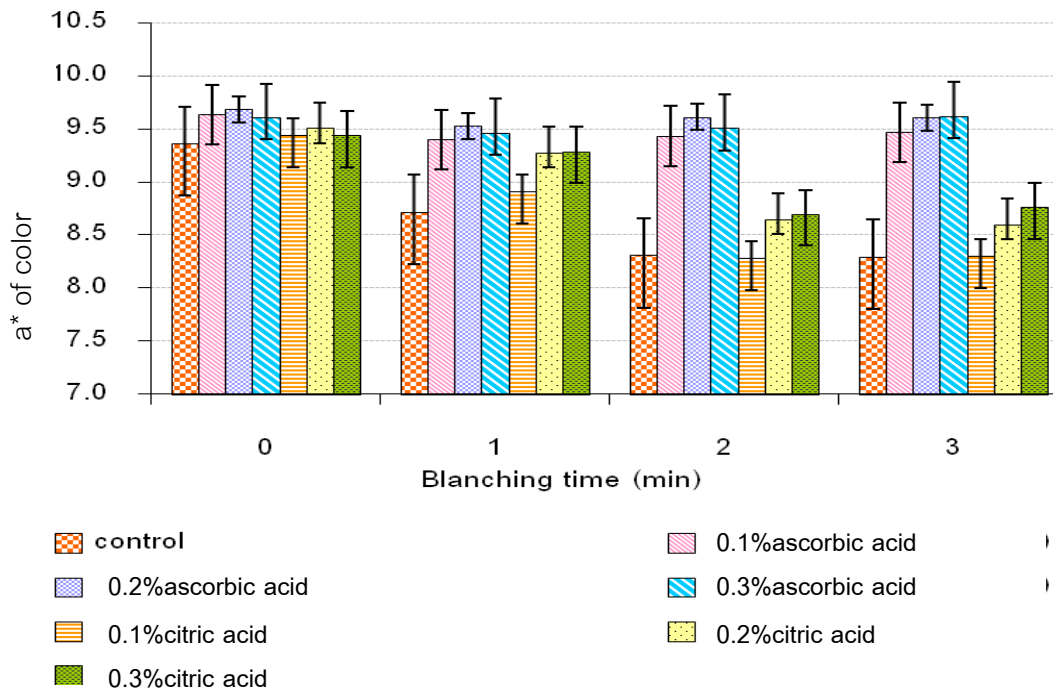 10.5
10.0
9.5
9.0
8.5
8.0
7.5
7.0
a* of color
0 1 2 3
Blanching time (min)
control 0.1%ascorbic acid )
0.2%ascorbic acid 0.3%ascorbic acid )
0.1%citric acid 0.2%citric acid
0.3%citric acid